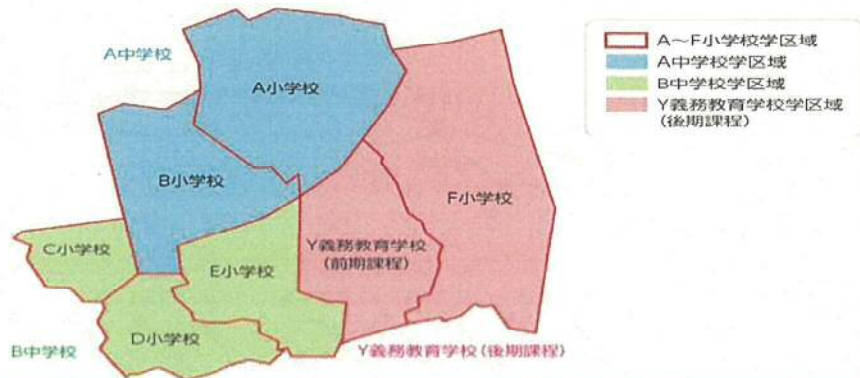 A中学校
A小学校
B小学校
F小学校
C小学校
E小学校
Y義務教育学校
(前期課程)
D小学校
B中学校
Y義務教育学校(後期課程)
A～F小学校学区域
A中学校学区域
B中学校学区域
Y義務教育学校学区域
(後期課程)